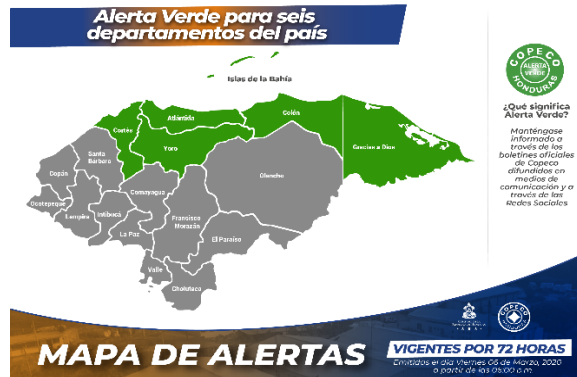 Alerta Verde para seis
departamentos del país
Islas de la Bahía
COPECO
ALERTA
VERDE
HONDURAS
¿Qué significa
Alerta Verde?
Manténgase
informado a
través de los
boletines oficiales
de Copeco
difundidos en
medios de
comunicación y a
través de las
Redes Sociales
Cortés
Atlántida
Colón
Yoro
Gracias a Dios
Santa
Bárbara
Copán
Olancho
Comayagua
Ocotepeque
Lempira
Intibucá
Francisco
Morazán
La Paz
El Paraíso
Valle
Choluteca
COPECO
MAPA DE ALERTAS
VIGENTES POR 72 HORAS
Emitidas el día Viernes 06 de Marzo, 2020
a partir de las 06:00 a.m.